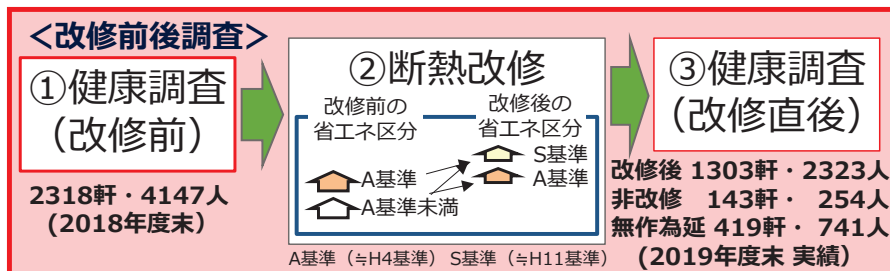 ＜改修前後調査＞
①健康調査
（改修前）
2318軒・4147人
(2018年度末）
②断熱改修
改修前の
省エネ区分
改修後の
省エネ区分
S基準
A基準
A基準
A基準未満
A基準（≒H4基準） S基準（≒H11基準）
③健康調査
（改修直後）
改修後 1303軒・2323人
非改修 143軒・ 254人
無作為延 419軒・ 741人
(2019年度末 実績）